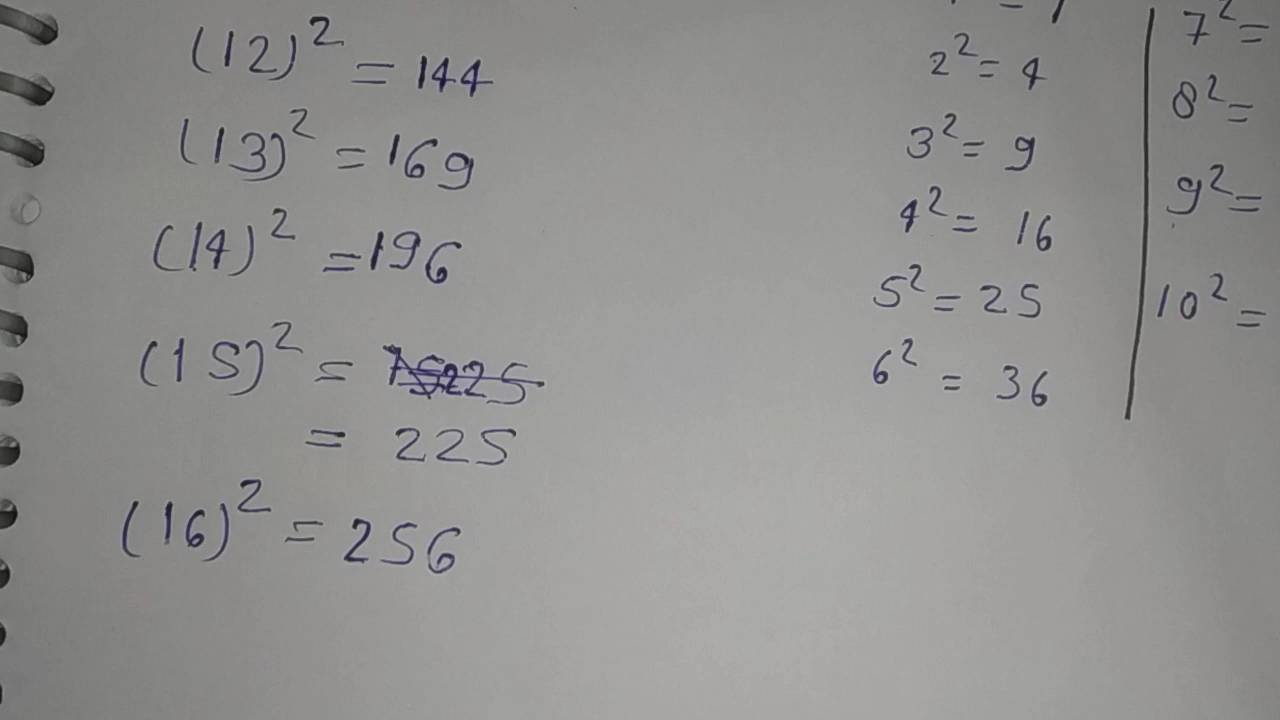 (12)² = 144
(13)² = 169
(14)² = 196
(15)² =
= 225
(16)² = 256
2² = 4
3² = 9
4² = 16
5² = 25
6² = 36
7² =
8² =
9² =
10² =